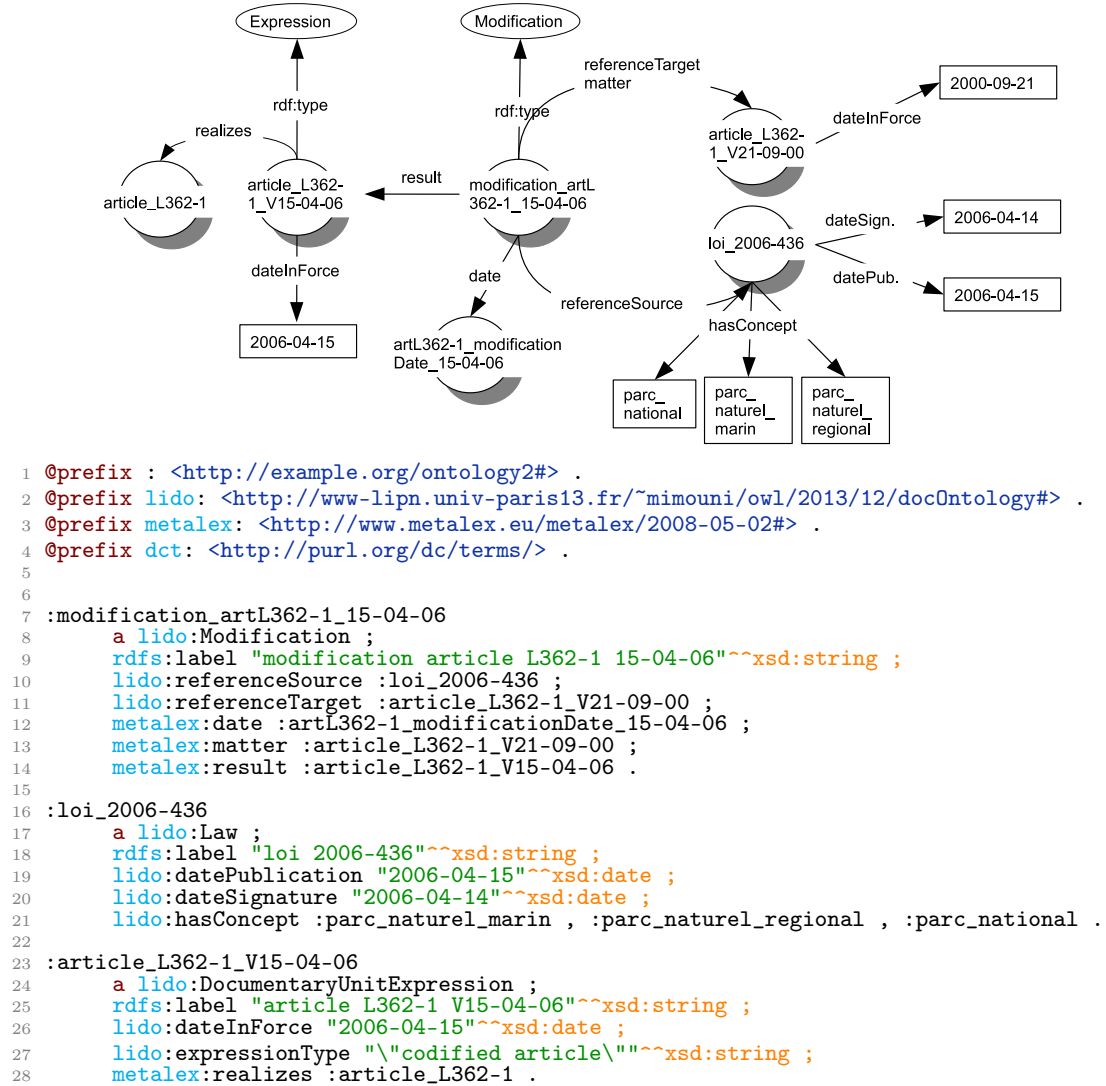 Expression
Modification
referenceTarget
matter
2000-09-21
rdf:type
rdf:type
dateInForce
realizes
article_L362-
1_V21-09-00
article_L362-1
article_L362-
1_V15-04-06
result
modification_artL
362-1_15-04-06
dateSign.
2006-04-14
loi_2006-436
dateInForce
date
datePub.
2006-04-15
referenceSource
hasConcept
2006-04-15
artL362-1_modification
Date_15-04-06
parc_
national
parc_
naturel_
marin
parc_
naturel_
regional
1 @prefix : <http://example.org/ontology2#> .
2 @prefix lido: <http://www-lipn.univ-paris13.fr/~mimouni/owl/2013/12/docOntology#> .
3 @prefix metalex: <http://www.metalex.eu/metalex/2008-05-02#> .
4 @prefix dct: <http://purl.org/dc/terms/> .
5
6
7 :modification_artL362-1_15-04-06
8 a lido:Modification ;
9 rdfs:label "modification article L362-1 15-04-06"^^xsd:string ;
10 lido:referenceSource :loi_2006-436 ;
11 lido:referenceTarget :article_L362-1_V21-09-00 ;
12 metalex:date :artL362-1_modificationDate_15-04-06 ;
13 metalex:matter :article_L362-1_V21-09-00 ;
14 metalex:result :article_L362-1_V15-04-06 .
15
16 :loi_2006-436
17 a lido:Law ;
18 rdfs:label "loi 2006-436"^^xsd:string ;
19 lido:datePublication "2006-04-15"^^xsd:date ;
20 lido:dateSignature "2006-04-14"^^xsd:date ;
21 lido:hasConcept :parc_naturel_marin , :parc_naturel_regional , :parc_national .
22
23 :article_L362-1_V15-04-06
24 a lido:DocumentaryUnitExpression ;
25 rdfs:label "article L362-1 V15-04-06"^^xsd:string ;
26 lido:dateInForce "2006-04-15"^^xsd:date ;
27 lido:expressionType "\"codified article\""^^xsd:string ;
28 metalex:realizes :article_L362-1 .